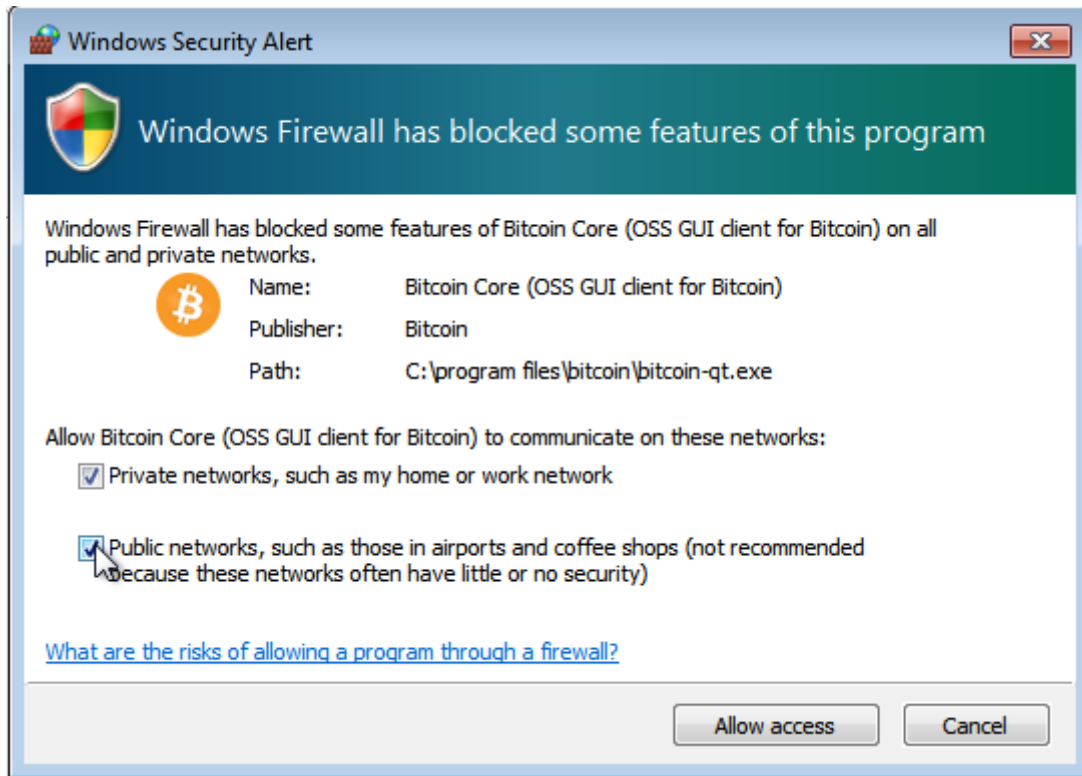 Windows Security Alert
Windows Firewall has blocked some features of this program
Windows Firewall has blocked some features of Bitcoin Core (OSS GUI client for Bitcoin) on all
public and private networks.
Name: Bitcoin Core (OSS GUI client for Bitcoin)
Publisher: Bitcoin
Path: C:\program files\bitcoin\bitcoin-qt.exe
Allow Bitcoin Core (OSS GUI client for Bitcoin) to communicate on these networks:
Private networks, such as my home or work network
Public networks, such as those in airports and coffee shops (not recommended
because these networks often have little or no security)
What are the risks of allowing a program through a firewall?
Allow access Cancel